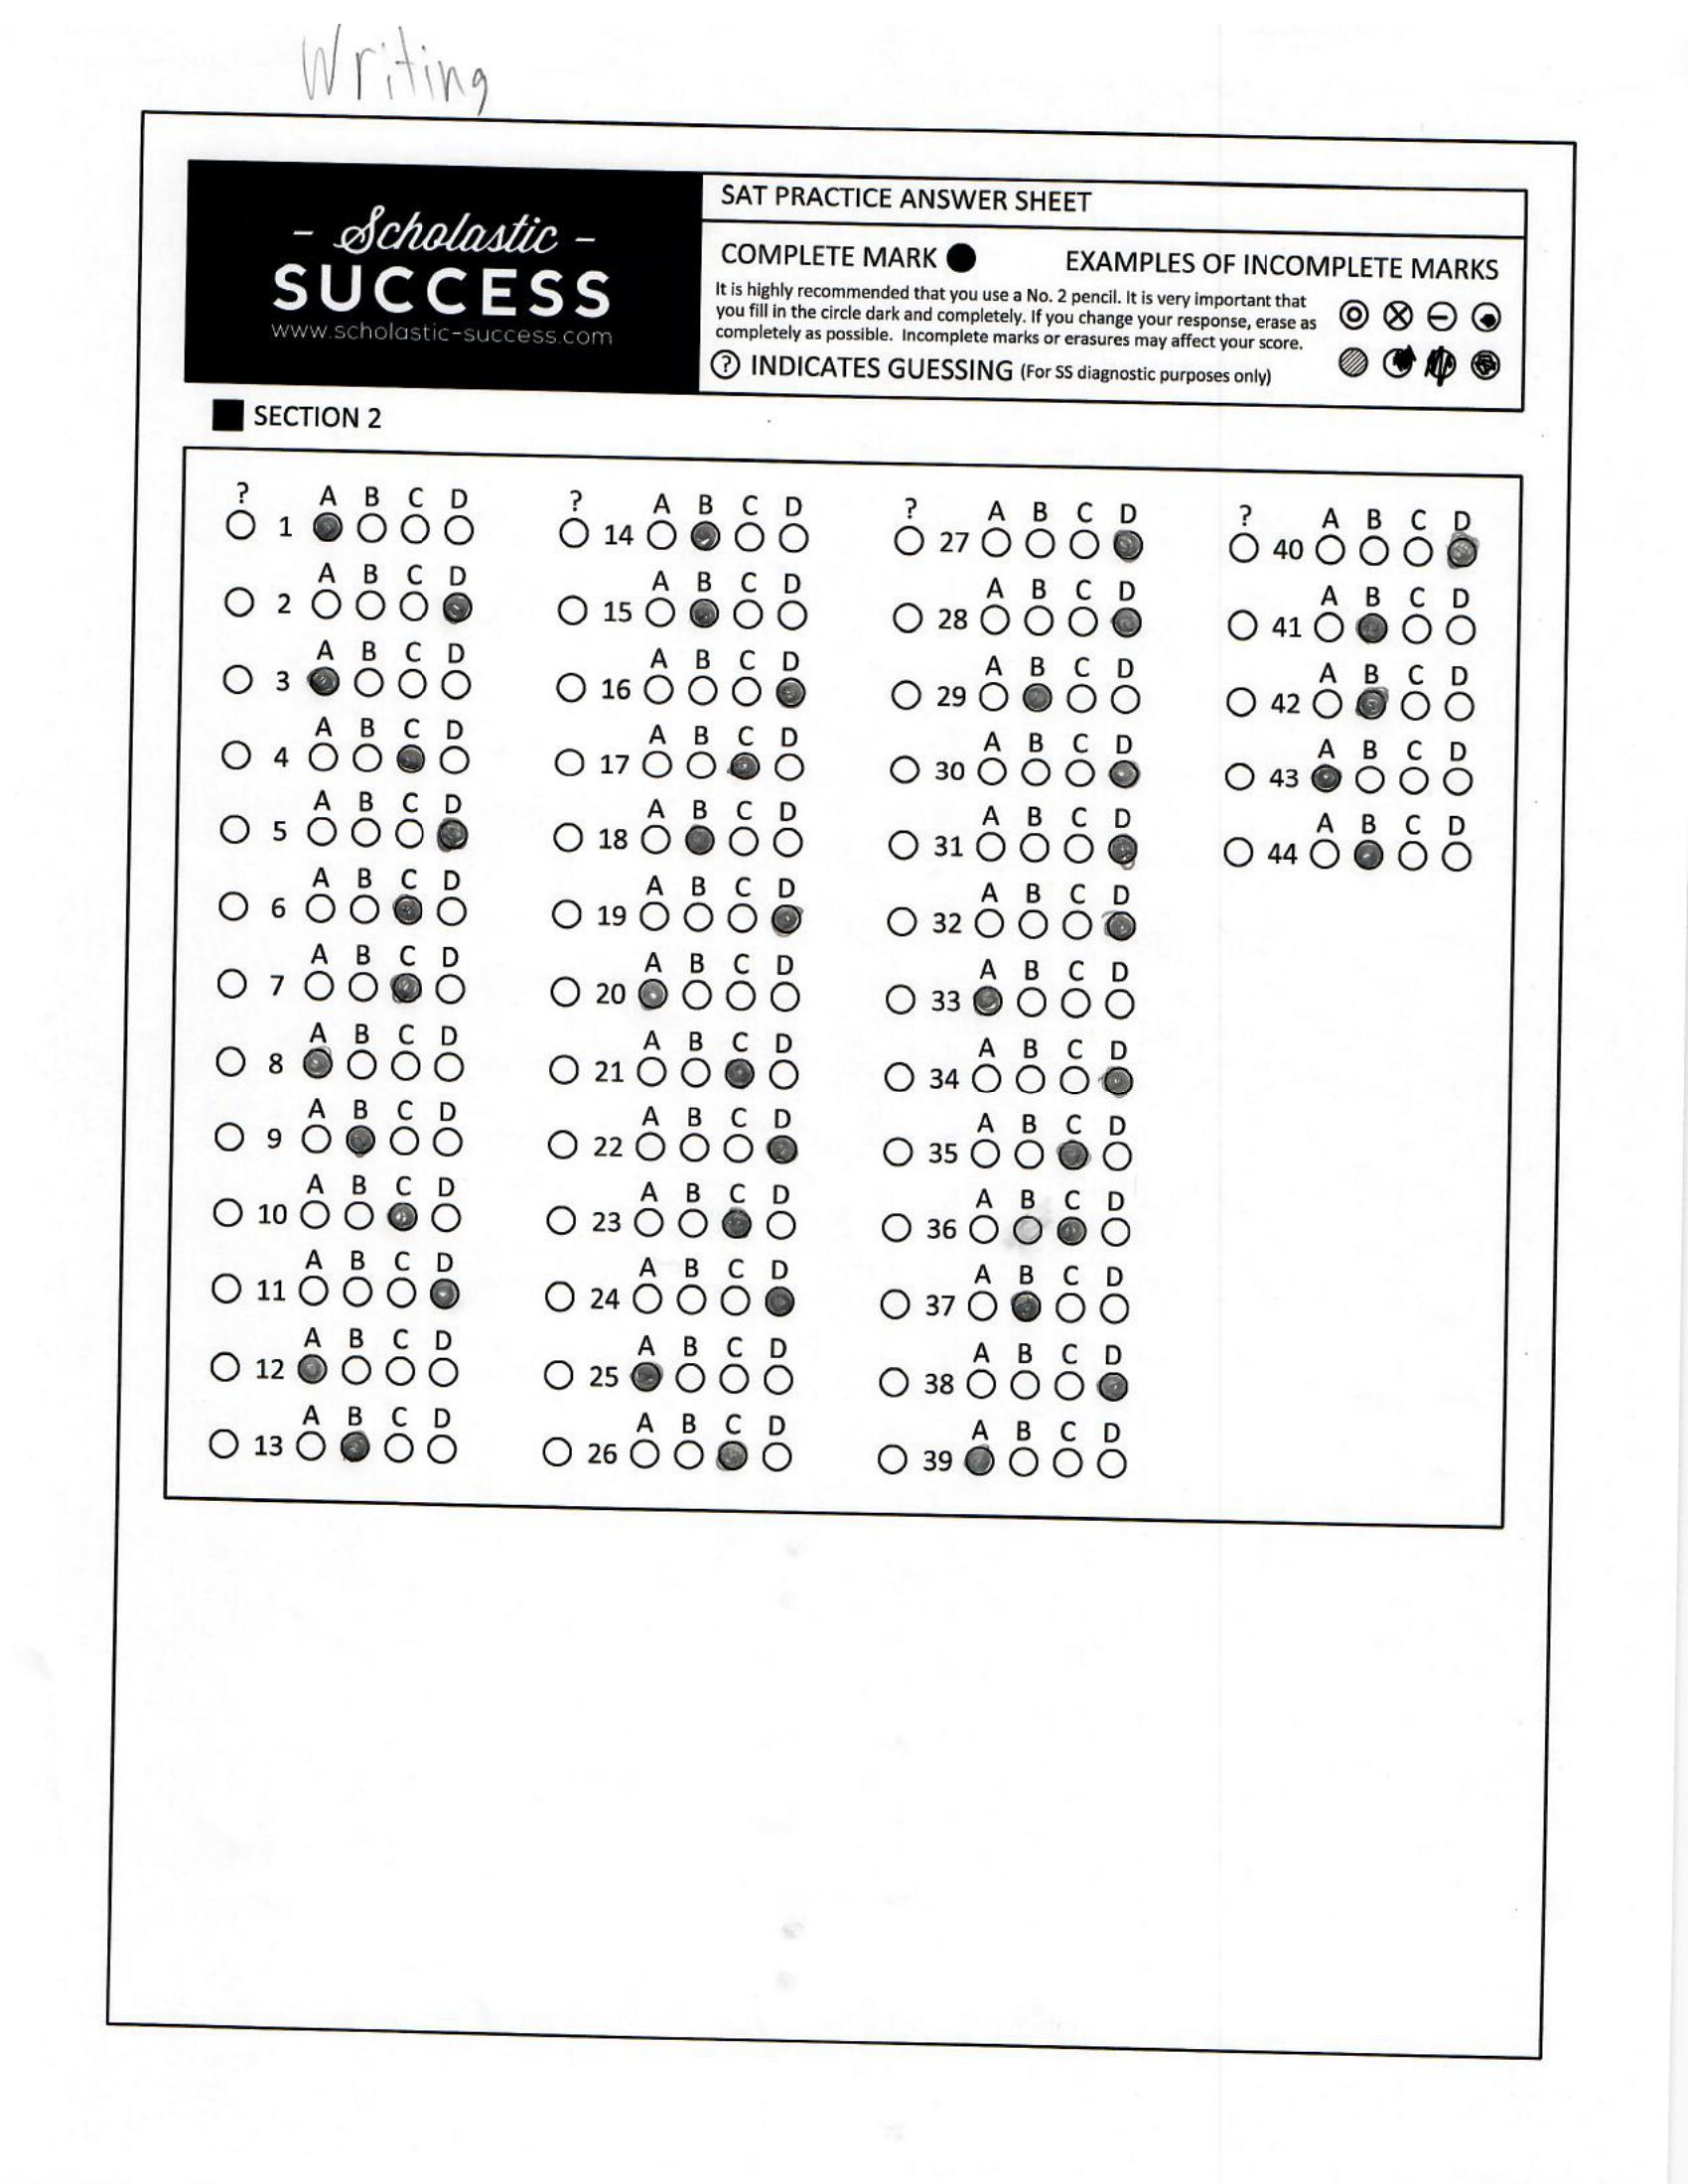 Writing
- Scholastic -
SUCCESS
www.scholastic-success.com
SAT PRACTICE ANSWER SHEET
COMPLETE MARK
EXAMPLES OF INCOMPLETE MARKS
It is highly recommended that you use a No. 2 pencil. It is very important that
you fill in the circle dark and completely. If you change your response, erase as
completely as possible. Incomplete marks or erasures may affect your score.
? INDICATES GUESSING (For SS diagnostic purposes only)
SECTION 2
? A B C D
1
A B C D
2
A B C D
3
A B C D
4
A B C D
5
A B C D
6
A B C D
7
A B C D
8
A B C D
9
A B C D
10
A B C D
11
A B C D
12
A B C D
13
? A B C D
14
A B C D
15
A B C D
16
A B C D
17
A B C D
18
A B C D
19
A B C D
20
A B C D
21
A B C D
22
A B C D
23
A B C D
24
A B C D
25
A B C D
26
? A B C D
27
A B C D
28
A B C D
29
A B C D
30
A B C D
31
A B C D
32
A B C D
33
A B C D
34
A B C D
35
A B C D
36
A B C D
37
A B C D
38
A B C D
39
? A B C D
40
A B C D
41
A B C D
42
A B C D
43
A B C D
44